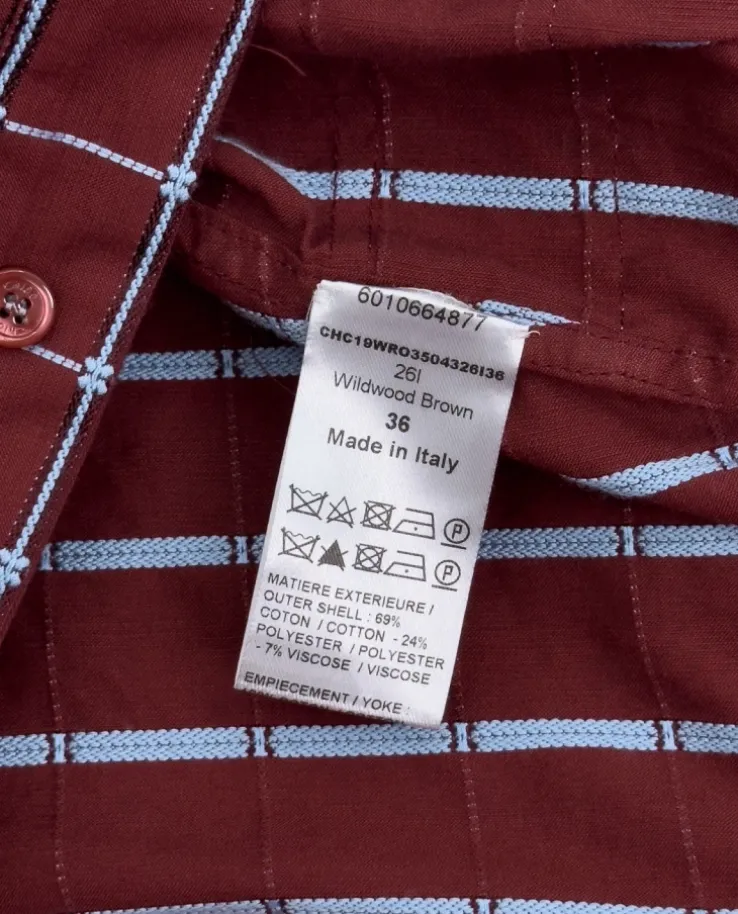 6010664877
CHC19WRO3504326I36
26I
Wildwood Brown
36
Made in Italy
P
P
MATIERE EXTERIEURE /
OUTER SHELL : 69%
COTON / COTTON - 24%
POLYESTER / POLYESTER
- 7% VISCOSE / VISCOSE
EMPIECEMENT / YOKE :